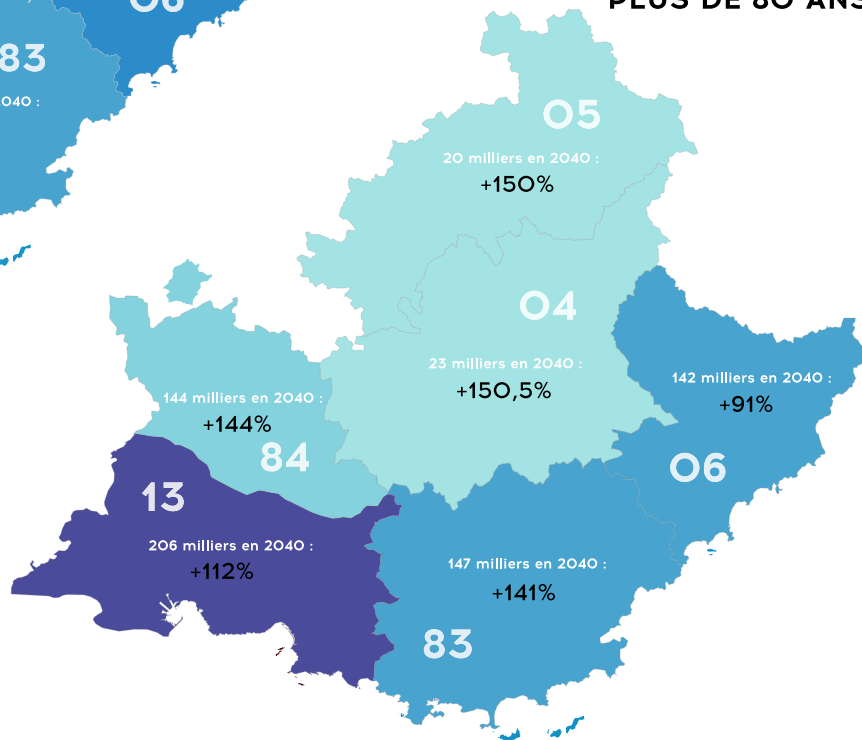 PLUS DE 80 ANS
06
83
040 :
05
20 milliers en 2040 :
+150%
04
23 milliers en 2040 :
+150,5%
142 milliers en 2040 :
+91%
06
144 milliers en 2040 :
+144%
84
13
206 milliers en 2040 :
+112%
147 milliers en 2040 :
+141%
83